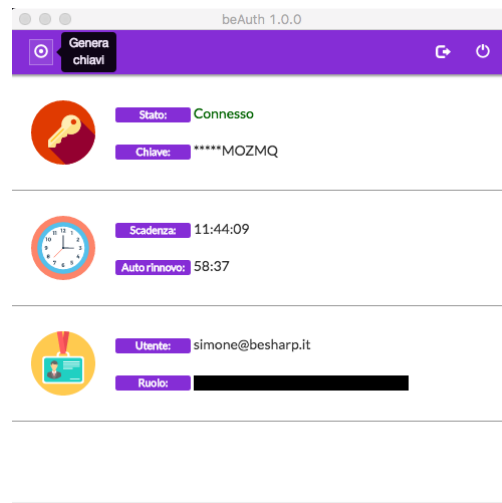 beAuth 1.0.0
Genera
chiavi
Stato: Connesso
Chiave: *****MOZMQ
Scadenza: 11:44:09
Auto rinnovo: 58:37
Utente: simone@besharp.it
Ruolo: